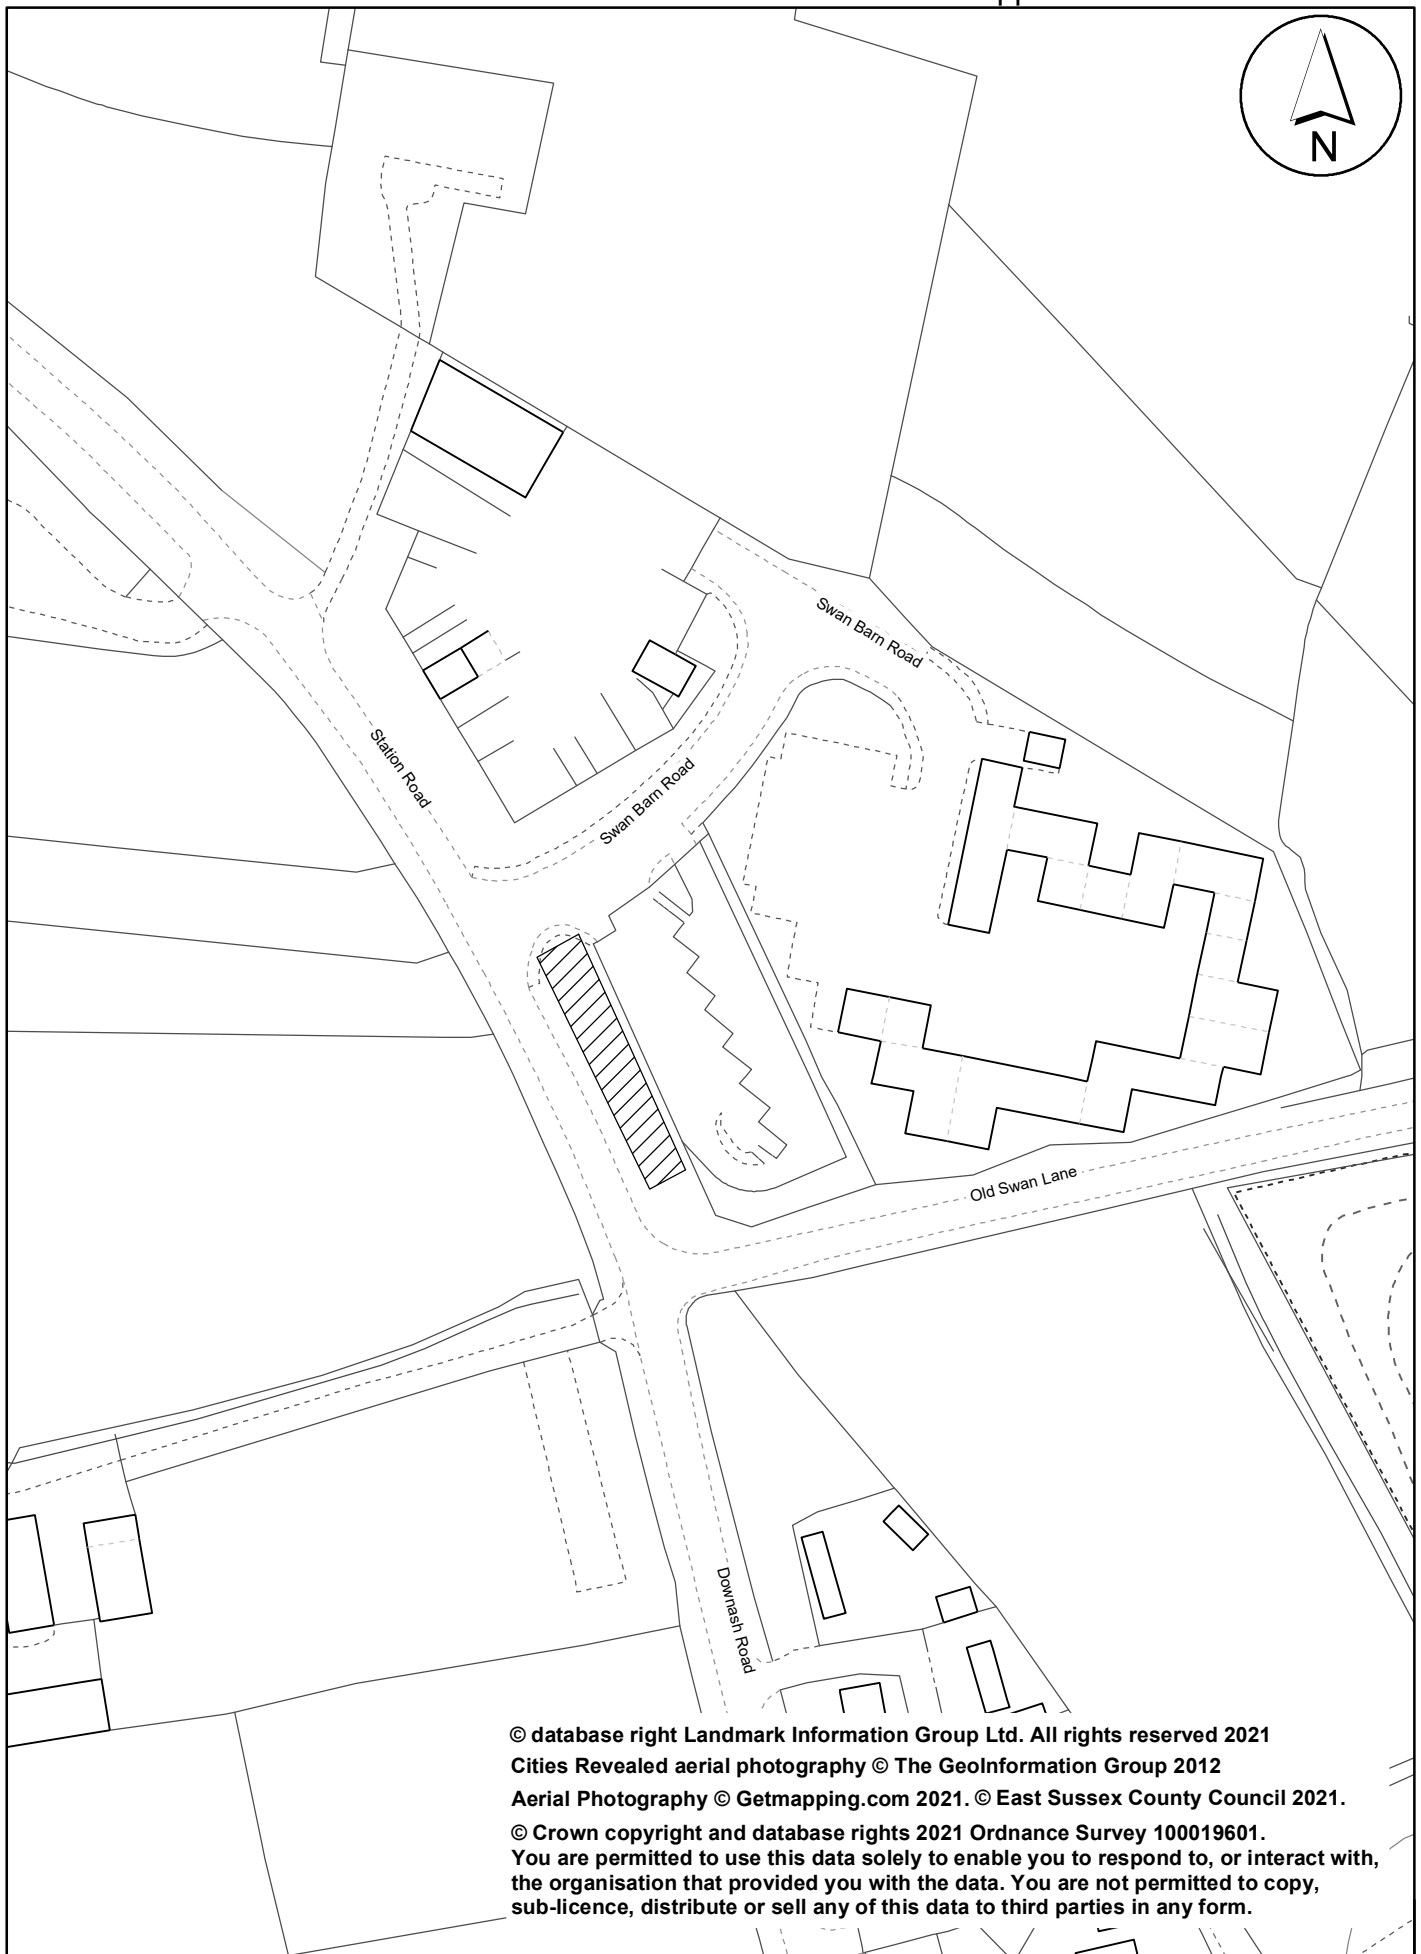 N
Swan Barn Road
Station Road
Swan Barn Road
Old Swan Lane
Downash Road
© database right Landmark Information Group Ltd. All rights reserved 2021
Cities Revealed aerial photography © The GeoInformation Group 2012
Aerial Photography © Getmapping.com 2021. © East Sussex County Council 2021.
© Crown copyright and database rights 2021 Ordnance Survey 100019601.
You are permitted to use this data solely to enable you to respond to, or interact with,
the organisation that provided you with the data. You are not permitted to copy,
sub-licence, distribute or sell any of this data to third parties in any form.